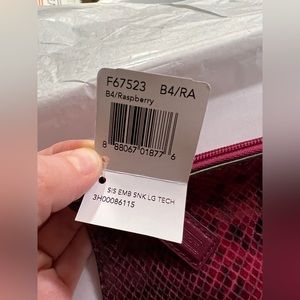 F67523 B4/RA
B4/Raspberry
8 88067 01877 6
SIS EMB SNK LG TECH
3H00086115